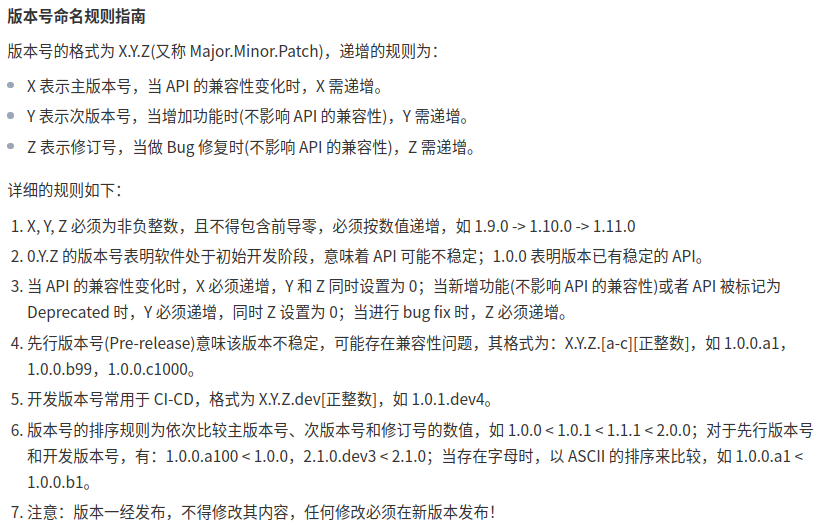 版本号命名规则指南
版本号的格式为 X.Y.Z(又称 Major.Minor.Patch)，递增的规则为：
X 表示主版本号，当 API 的兼容性变化时，X 需递增。
Y 表示次版本号，当增加功能时(不影响 API 的兼容性)，Y 需递增。
Z 表示修订号，当做 Bug 修复时(不影响 API 的兼容性)，Z 需递增。
详细的规则如下：
1. X, Y, Z 必须为非负整数，且不得包含前导零，必须按数值递增，如 1.9.0 -> 1.10.0 -> 1.11.0
2. 0.Y.Z 的版本号表明软件处于初始开发阶段，意味着 API 可能不稳定；1.0.0 表明版本已有稳定的 API。
3. 当 API 的兼容性变化时，X 必须递增，Y 和 Z 同时设置为 0；当新增功能(不影响 API 的兼容性)或者 API 被标记为
Deprecated 时，Y 必须递增，同时 Z 设置为 0；当进行 bug fix 时，Z 必须递增。
4. 先行版本号(Pre-release)意味该版本不稳定，可能存在兼容性问题，其格式为：X.Y.Z.[a-c][正整数]，如 1.0.0.a1，
1.0.0.b99，1.0.0.c1000。
5. 开发版本号常用于 CI-CD，格式为 X.Y.Z.dev[正整数]，如 1.0.1.dev4。
6. 版本号的排序规则为依次比较主版本号、次版本号和修订号的数值，如 1.0.0 < 1.0.1 < 1.1.1 < 2.0.0；对于先行版本号
和开发版本号，有：1.0.0.a100 < 1.0.0，2.1.0.dev3 < 2.1.0；当存在字母时，以 ASCII 的排序来比较，如 1.0.0.a1 <
1.0.0.b1。
7. 注意：版本一经发布，不得修改其内容，任何修改必须在新版本发布！